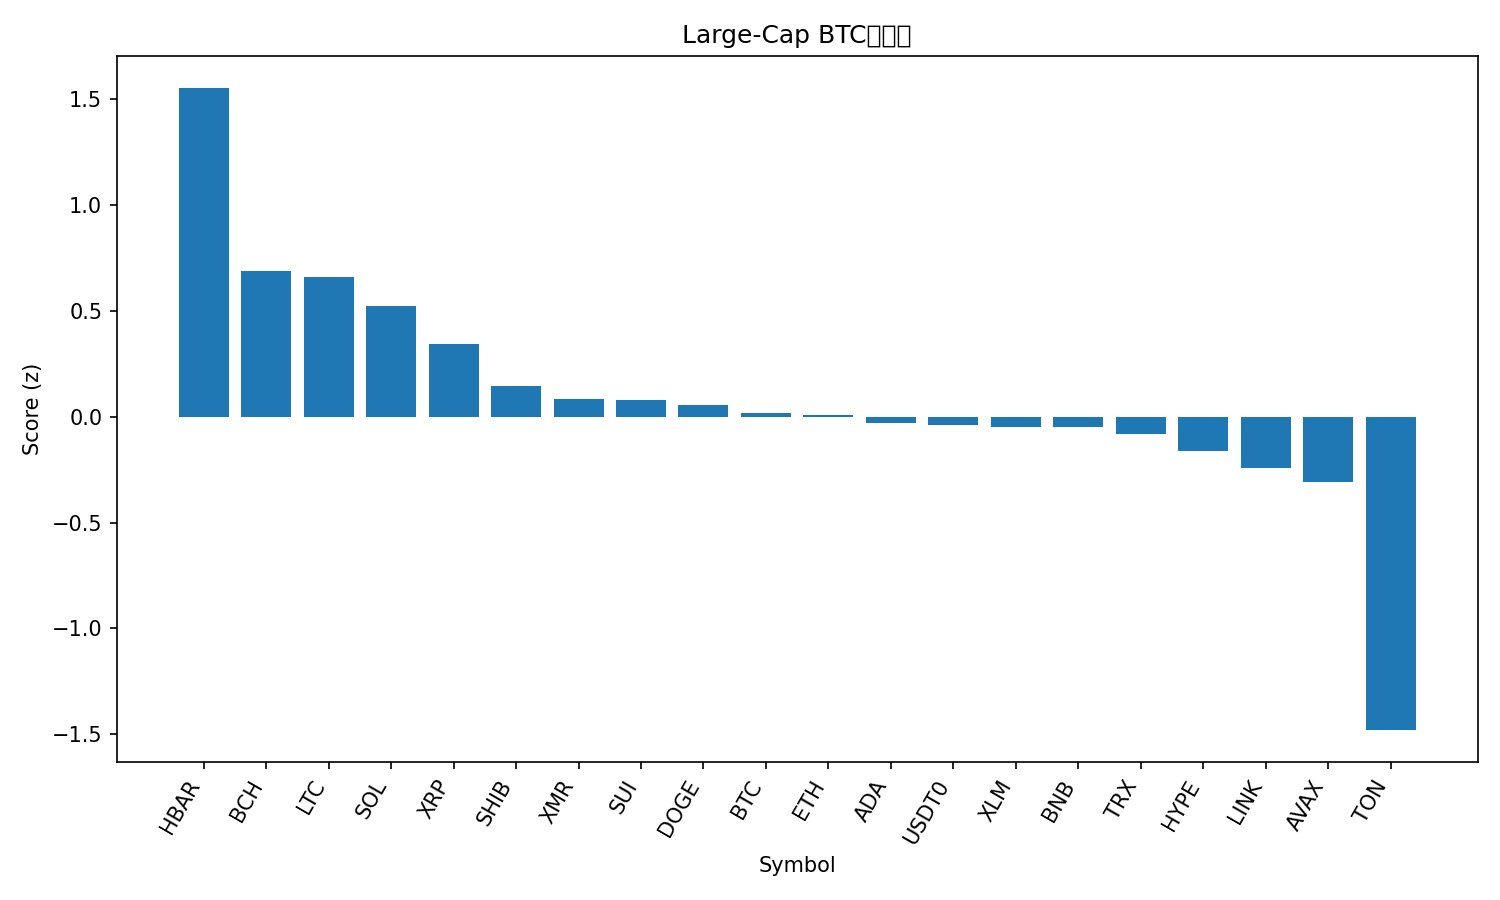 Large-Cap BTC
Score (z)
1.5
1.0
0.5
0.0
−0.5
−1.0
−1.5
HBAR
BCH
LTC
SOL
XRP
SHIB
XMR
SUI
DOGE
BTC
ETH
ADA
USDT0
XLM
BNB
TRX
HYPE
LINK
AVAX
TON
Symbol